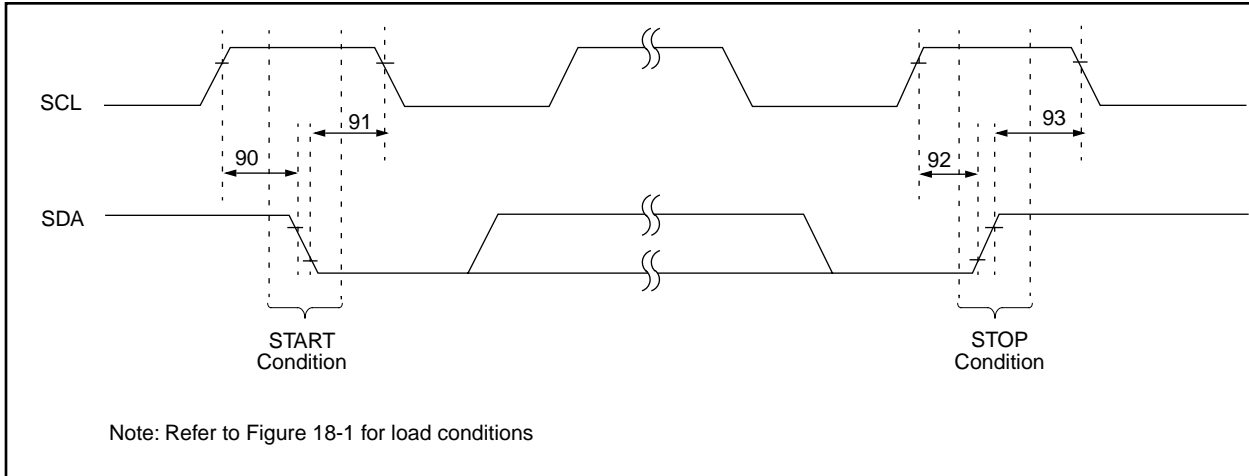 SCL
91
93
90
92
SDA
START
Condition
STOP
Condition
Note: Refer to Figure 18-1 for load conditions